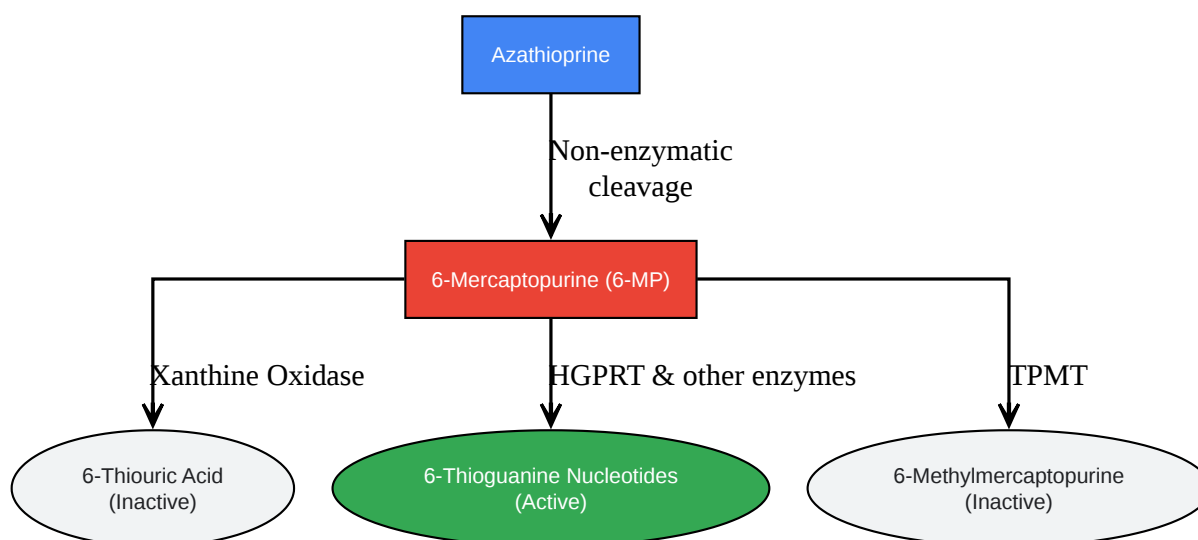 Azathioprine
Non-enzymatic
cleavage
6-Mercaptopurine (6-MP)
Xanthine Oxidase
HGPRT & other enzymes
TPMT
6-Thiouric Acid
(Inactive)
6-Thioguanine Nucleotides
(Active)
6-Methylmercaptopurine
(Inactive)